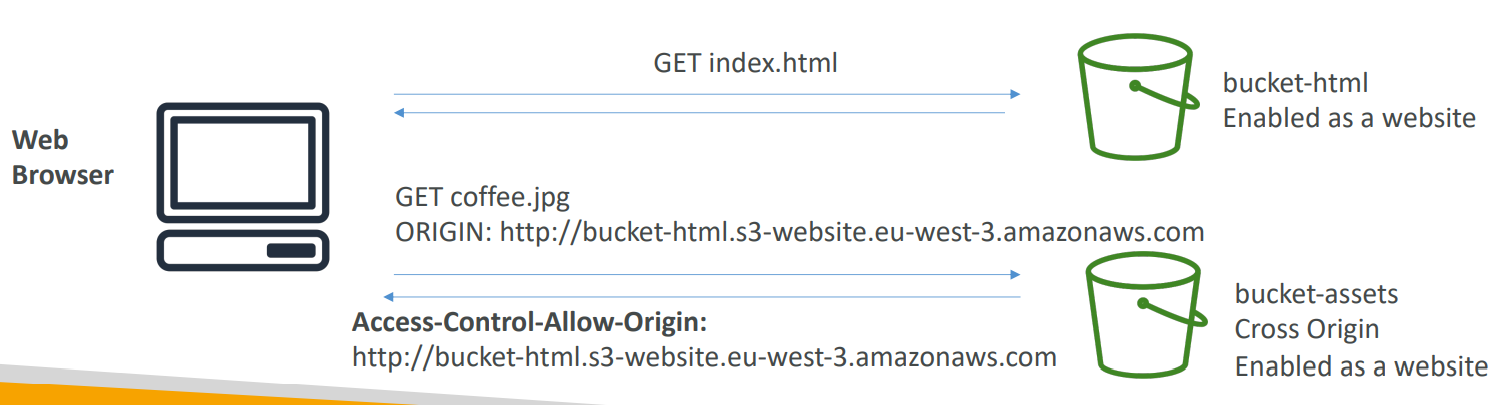 GET index.html
bucket-html
Enabled as a website
Web
Browser
GET coffee.jpg
ORIGIN: http://bucket-html.s3-website.eu-west-3.amazonaws.com
bucket-assets
Cross Origin
Enabled as a website
Access-Control-Allow-Origin:
http://bucket-html.s3-website.eu-west-3.amazonaws.com